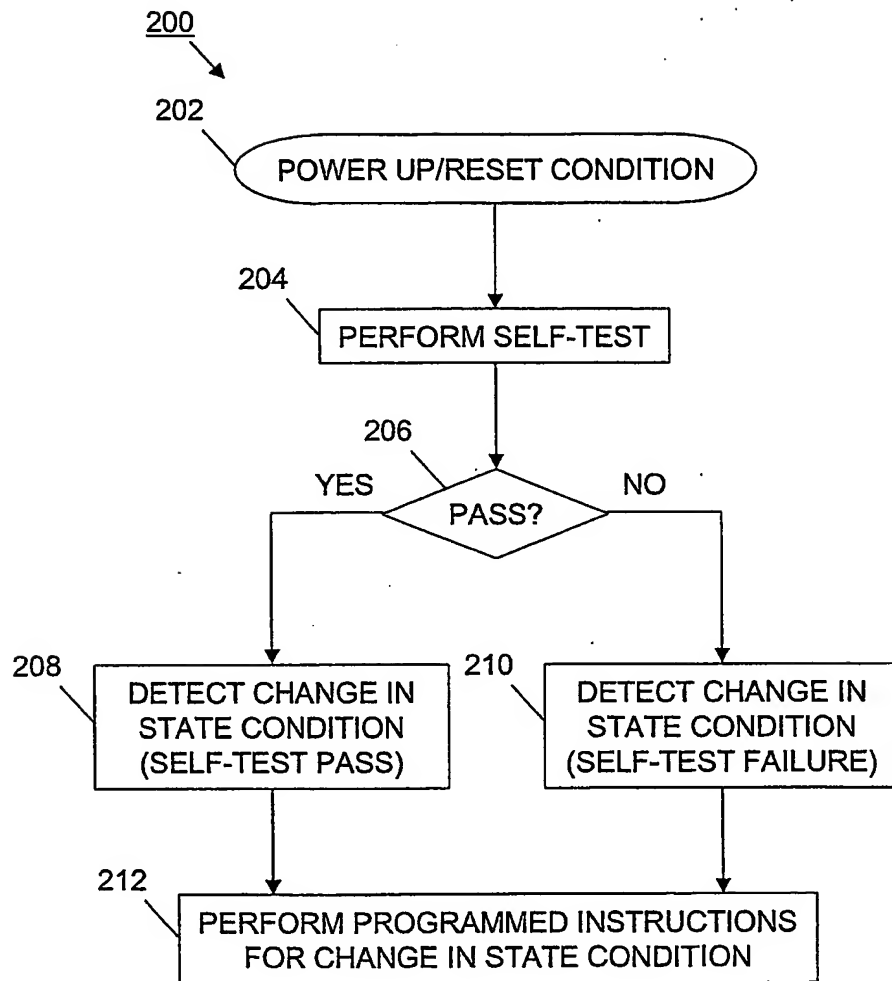 200
202
POWER UP/RESET CONDITION
204
PERFORM SELF-TEST
206
YES
NO
PASS?
208
DETECT CHANGE IN
STATE CONDITION
(SELF-TEST PASS)
210
DETECT CHANGE IN
STATE CONDITION
(SELF-TEST FAILURE)
212
PERFORM PROGRAMMED INSTRUCTIONS
FOR CHANGE IN STATE CONDITION